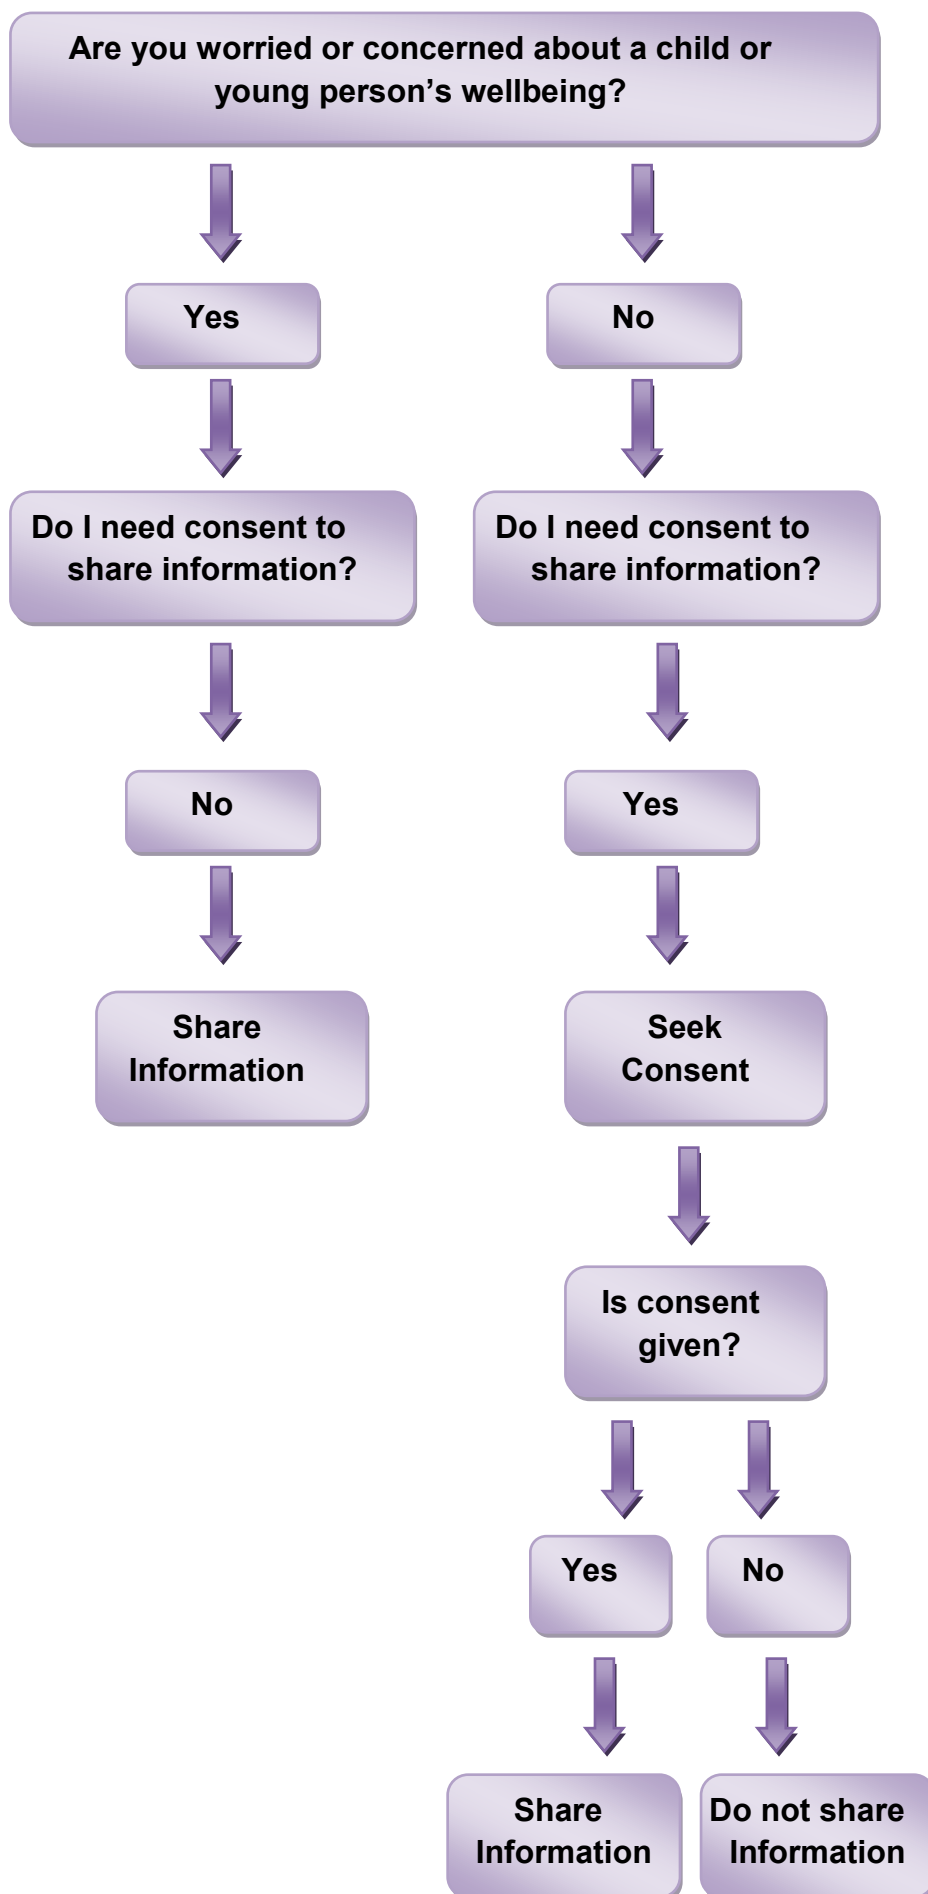 Are you worried or concerned about a child or
young person’s wellbeing?
Yes
No
Do I need consent to
share information?
Do I need consent to
share information?
No
Yes
Share
Information
Seek
Consent
Is consent
given?
Yes
No
Share
Information
Do not share
Information